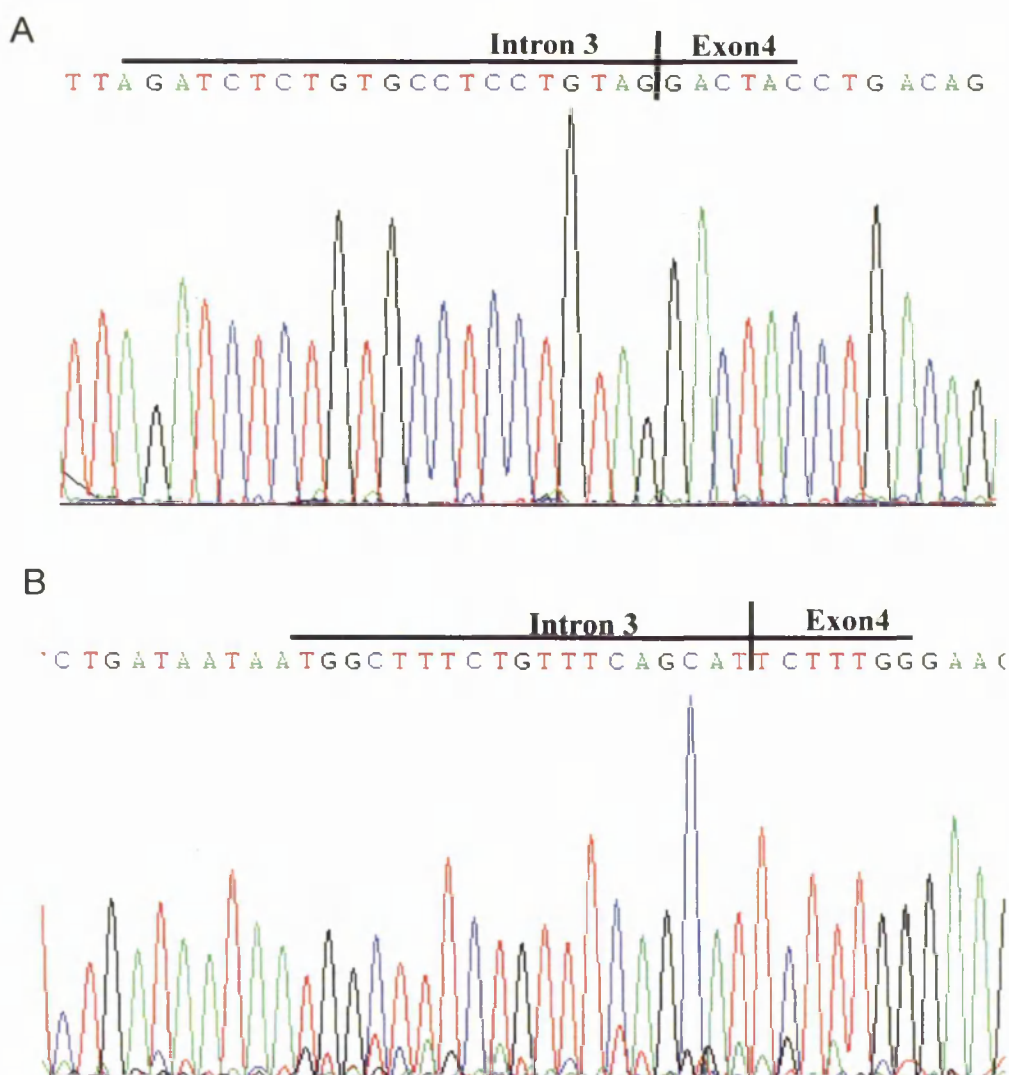 A
Intron 3 Exon4
TTAGATCTCTGTGCCTCCTGTAGGACTACCTGACAG
B
Intron 3 Exon4
CTGATAATAATGGCTTTCTGTTTCAGCATTCTTTGGGAA